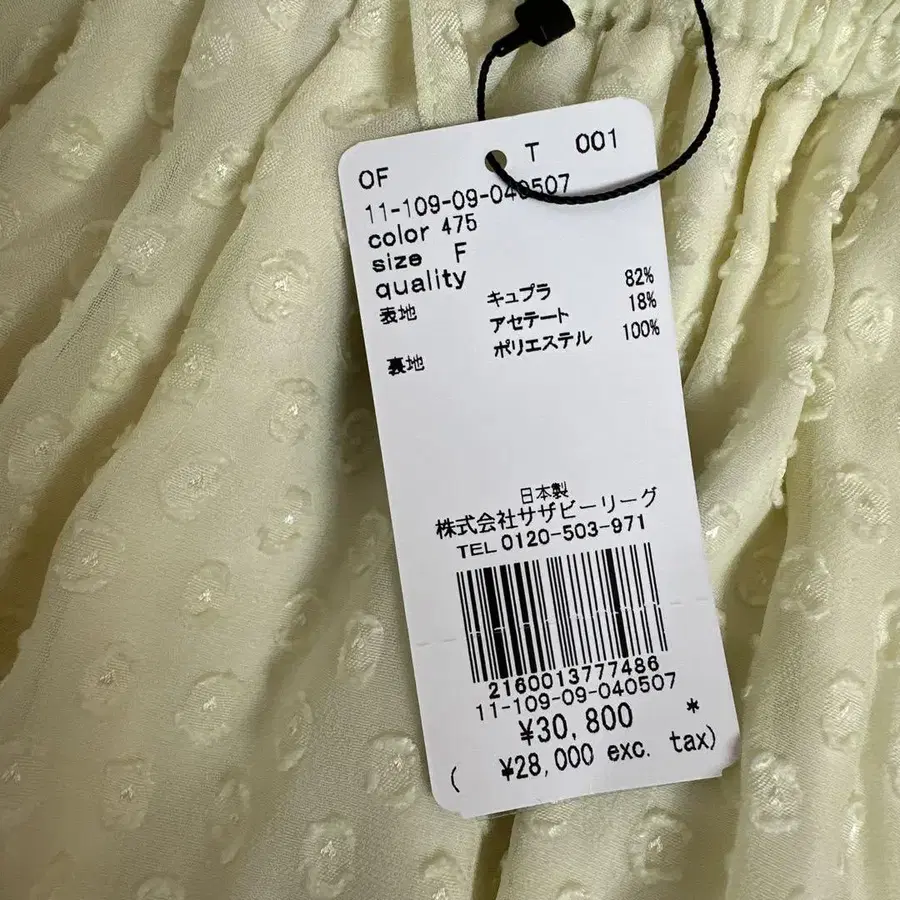 OF T 001
11-109-09-040507
color 475
size F
quality
表地 キュプラ 82%
アセテート 18%
裏地 ポリエステル 100%
日本製
株式会社サザビーリーグ
TEL 0120-503-971
2160013777486
11-109-09-040507
¥30,800 *
( ¥28,000 exc. tax)